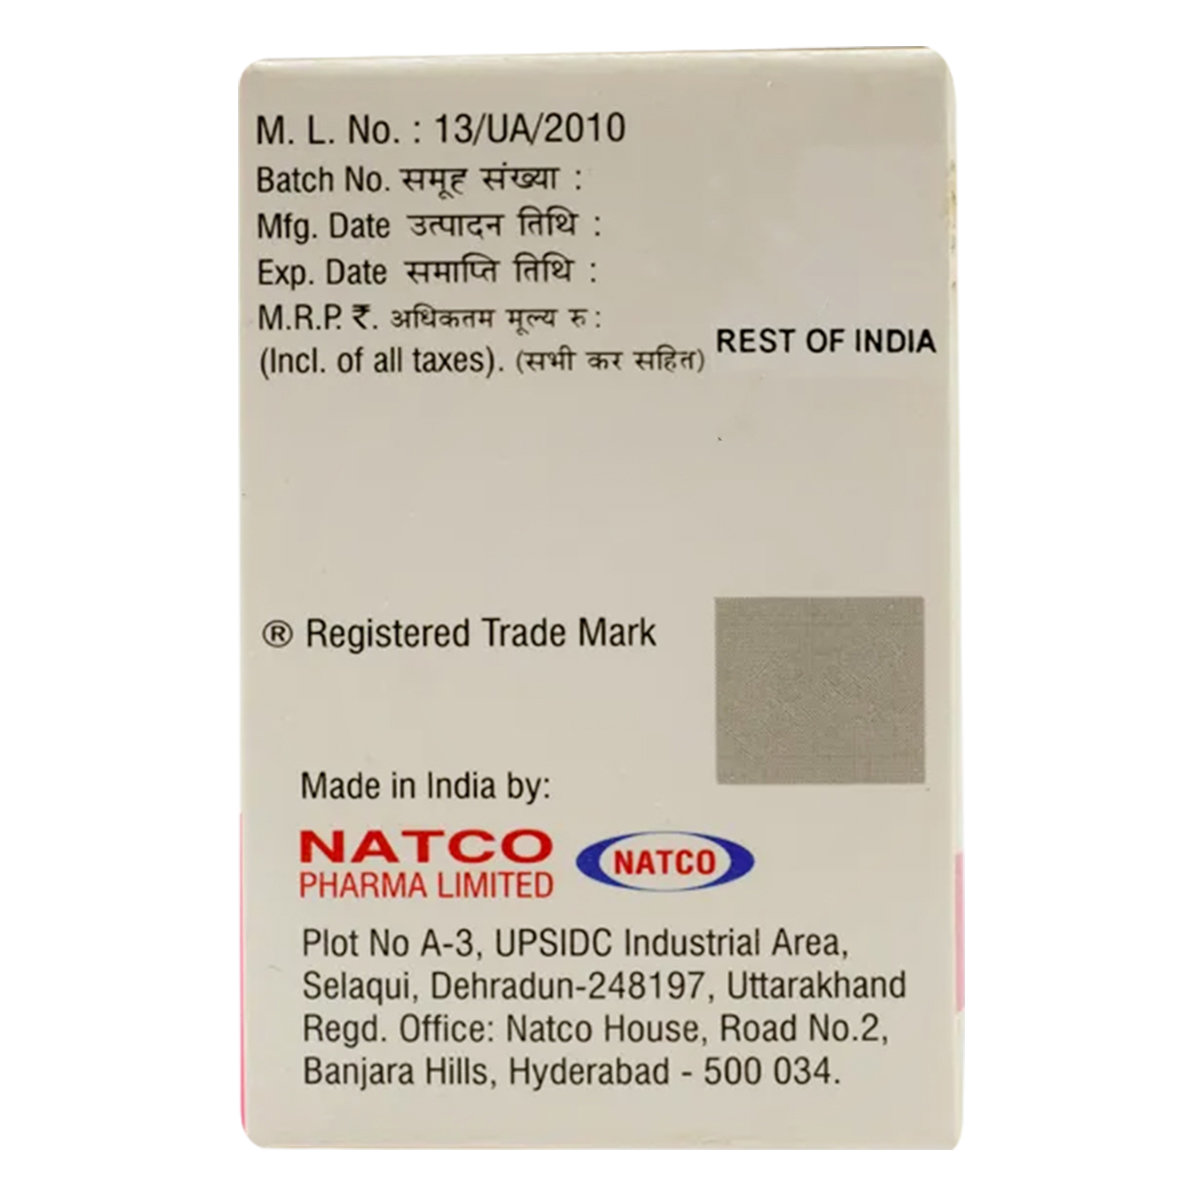 M. L. No. : 13/UA/2010
Batch No. समूह संख्या :
Mfg. Date उत्पादन तिथि :
Exp. Date समाप्ति तिथि :
M.R.P. ₹. अधिकतम मूल्य रु :
(Incl. of all taxes). (सभी कर सहित) REST OF INDIA
® Registered Trade Mark
Made in India by:
NATCO
PHARMA LIMITED
NATCO
Plot No A-3, UPSIDC Industrial Area,
Selaqui, Dehradun-248197, Uttarakhand
Regd. Office: Natco House, Road No.2,
Banjara Hills, Hyderabad - 500 034.